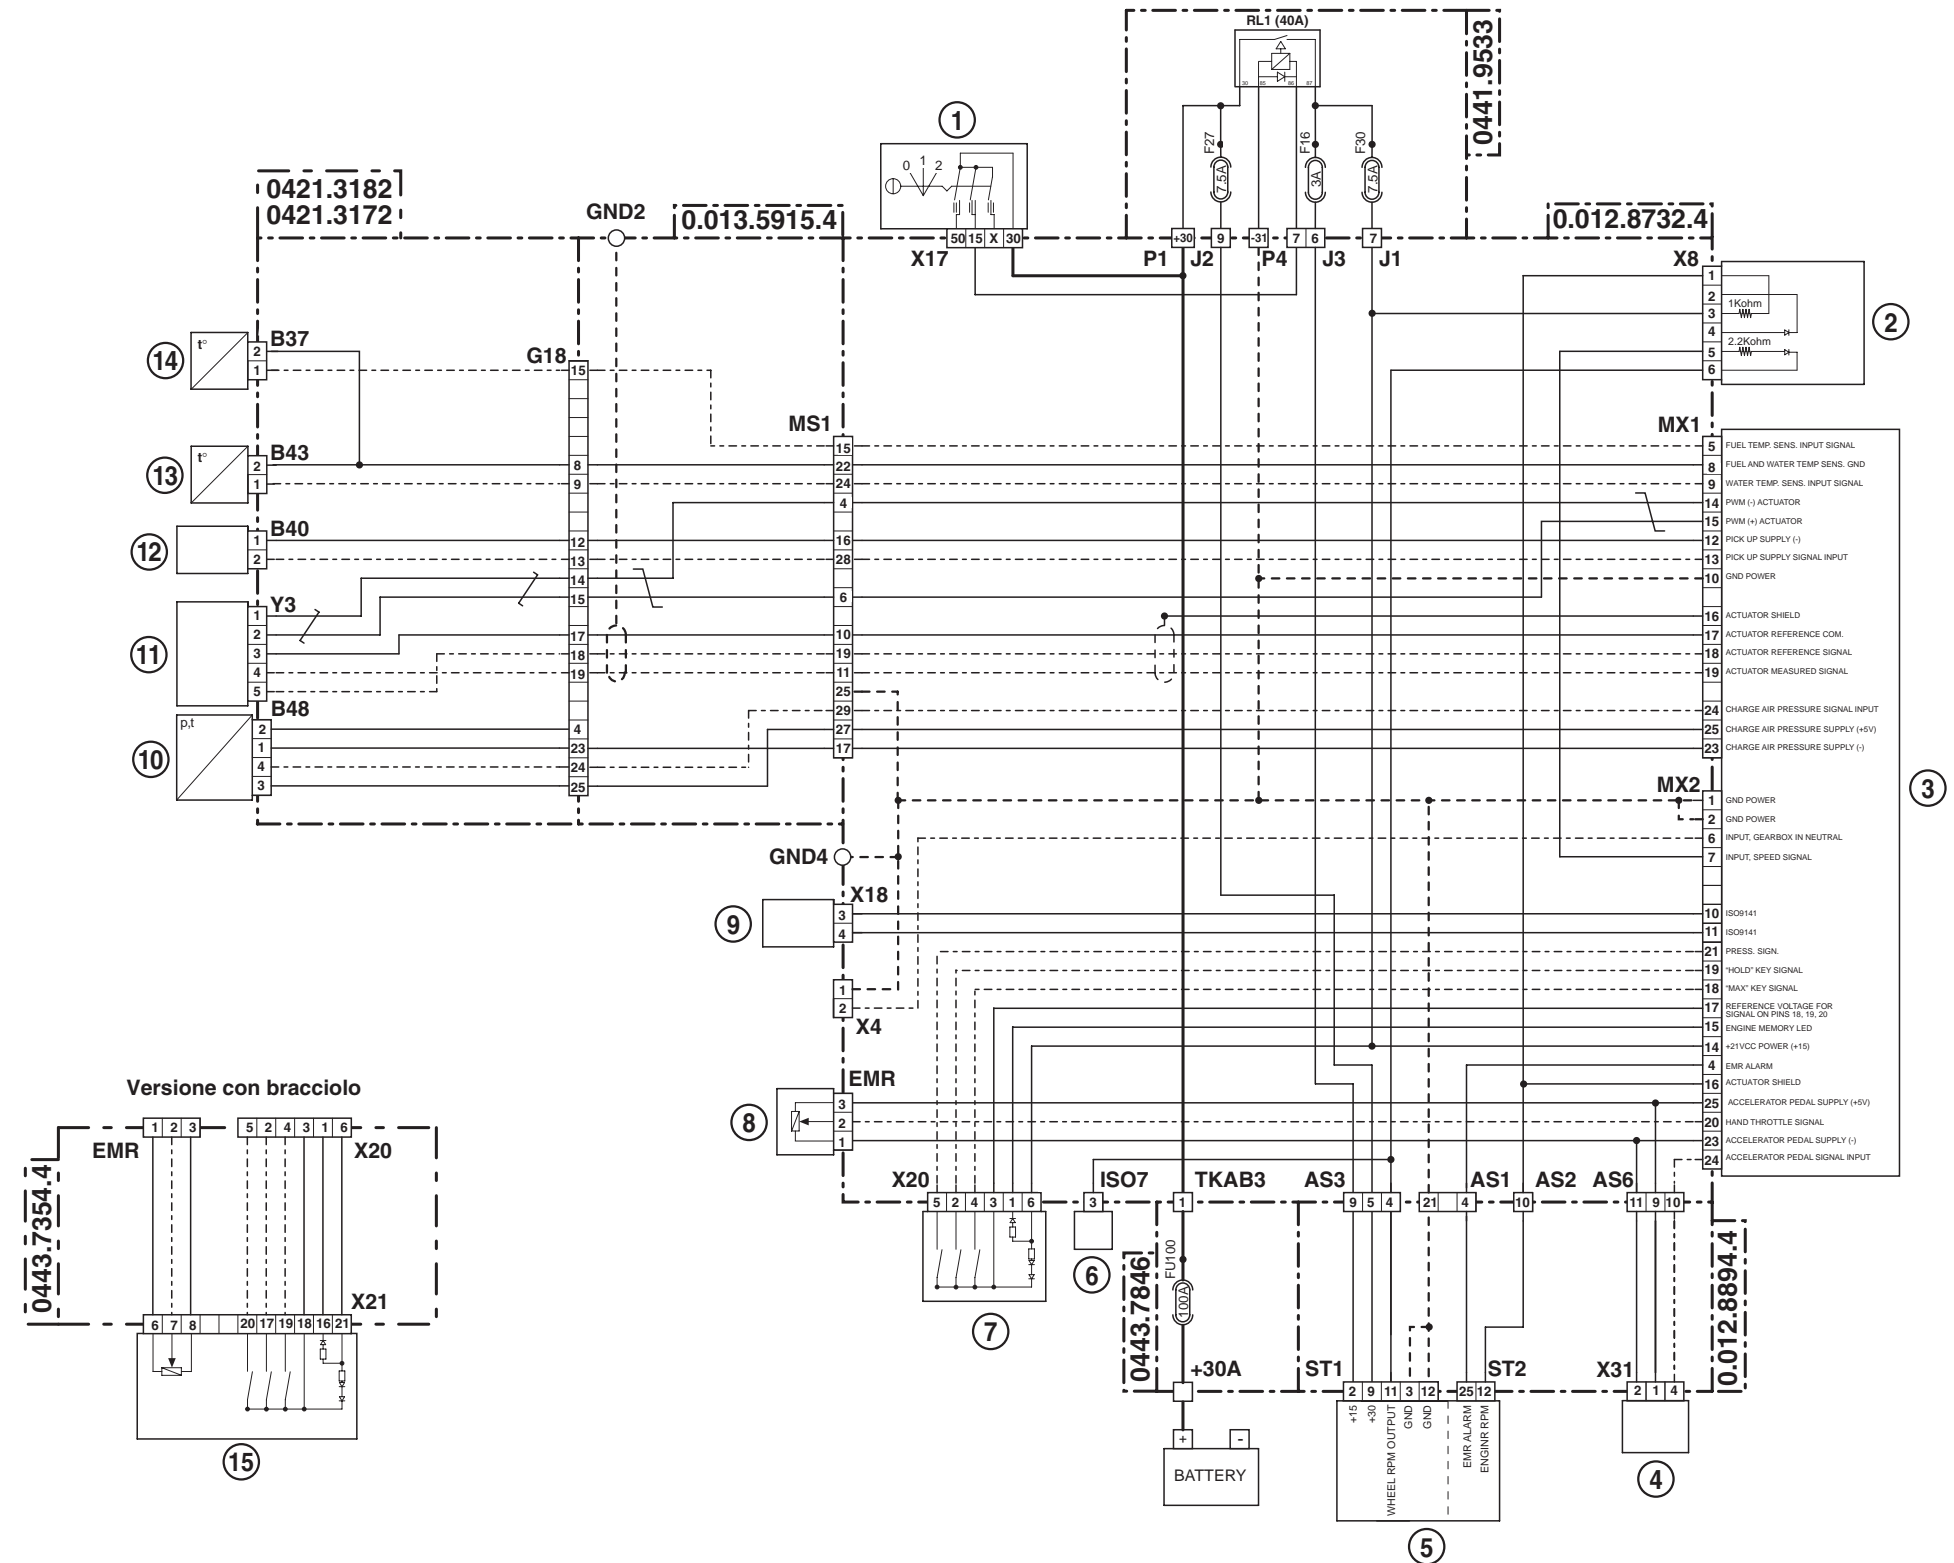 RL1 (40A)
30 85 86 87
0441.9533
F27 7.5A
F16 3A
F30 7.5A
1
0 1 2
50 15 X 30
X17
+30 9 -31 7 6 7
P1 J2 P4 J3 J1
0421.3182
0421.3172
GND2
0.013.5915.4
0.012.8732.4
X8
1
2
3
4
5
6
1Kohm
2.2Kohm
2
14
t°
B37
2
1
13
t°
B43
2
1
12
B40
1
2
11
Y3
1
2
3
4
5
10
p,t
B48
2
1
4
3
G18
15
8
9
12
13
14
15
17
18
19
4
23
24
25
MS1
15
22
24
4
16
28
6
10
19
11
25
29
27
17
MX1
5 FUEL TEMP. SENS. INPUT SIGNAL
8 FUEL AND WATER TEMP SENS. GND
9 WATER TEMP. SENS. INPUT SIGNAL
14 PWM (-) ACTUATOR
15 PWM (+) ACTUATOR
12 PICK UP SUPPLY (-)
13 PICK UP SUPPLY SIGNAL INPUT
10 GND POWER
16 ACTUATOR SHIELD
17 ACTUATOR REFERENCE COM.
18 ACTUATOR REFERENCE SIGNAL
19 ACTUATOR MEASURED SIGNAL
24 CHARGE AIR PRESSURE SIGNAL INPUT
25 CHARGE AIR PRESSURE SUPPLY (+5V)
23 CHARGE AIR PRESSURE SUPPLY (-)
3
MX2
1 GND POWER
2 GND POWER
6 INPUT, GEARBOX IN NEUTRAL
7 INPUT, SPEED SIGNAL
10 ISO9141
11 ISO9141
21 PRESS. SIGN.
19 "HOLD" KEY SIGNAL
18 "MAX" KEY SIGNAL
17 REFERENCE VOLTAGE FOR
SIGNAL ON PINS 18, 19, 20
15 ENGINE MEMORY LED
14 +21VCC POWER (+15)
4 EMR ALARM
16 ACTUATOR SHIELD
25 ACCELERATOR PEDAL SUPPLY (+5V)
20 HAND THROTTLE SIGNAL
23 ACCELERATOR PEDAL SUPPLY (-)
24 ACCELERATOR PEDAL SIGNAL INPUT
GND4
9
X18
3
4
1
2
X4
8
EMR
3
2
1
X20 ISO7 TKAB3 AS3 AS1 AS2 AS6
5 2 4 3 1 6 3 1 9 5 4 21 4 10 11 9 10
7
6
0443.7846
FU100
100A
+30A
+ -
BATTERY
ST1 ST2
2 9 11 3 12 25 12
+15
+30
WHEEL RPM OUTPUT
GND
GND
EMR ALARM
ENGINR RPM
5
X31
2 1 4
4
0.012.8894.4
Versione con bracciolo
1 2 3 5 2 4 3 1 6
EMR X20
0443.7354.4
X21
6 7 8 20 17 19 18 16 21
15